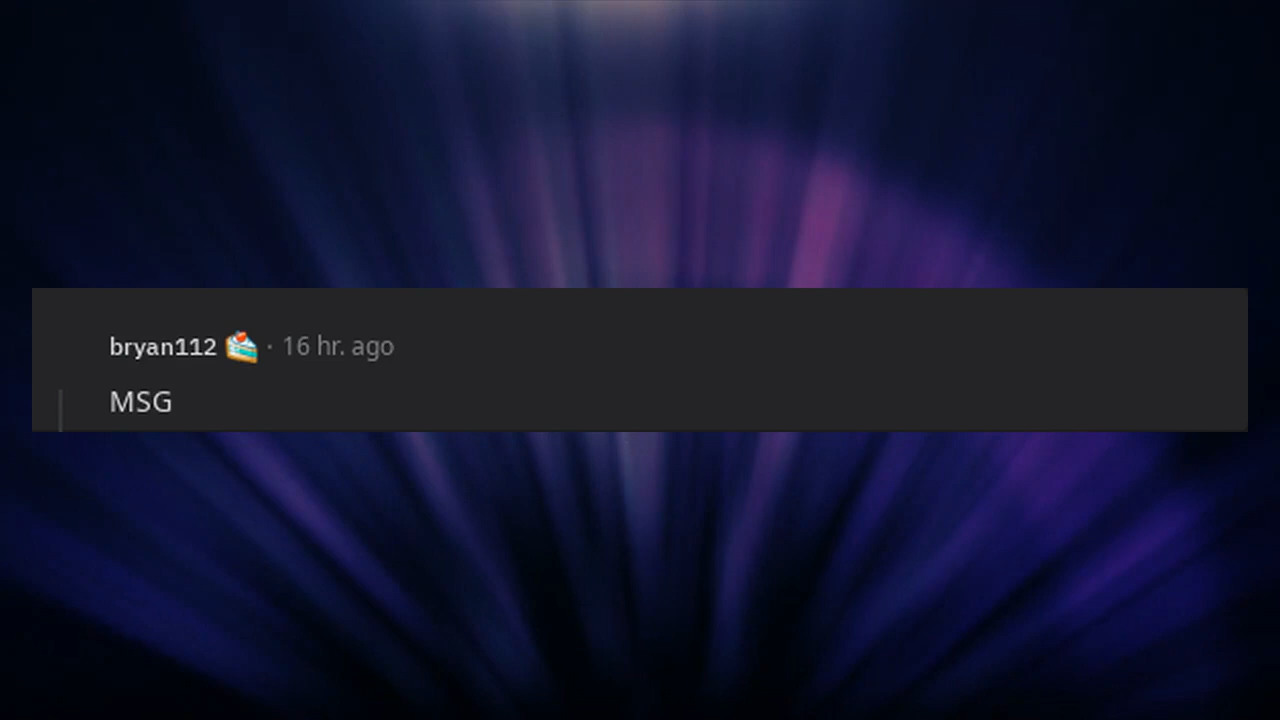 bryan112 🍰 · 16 hr. ago
MSG